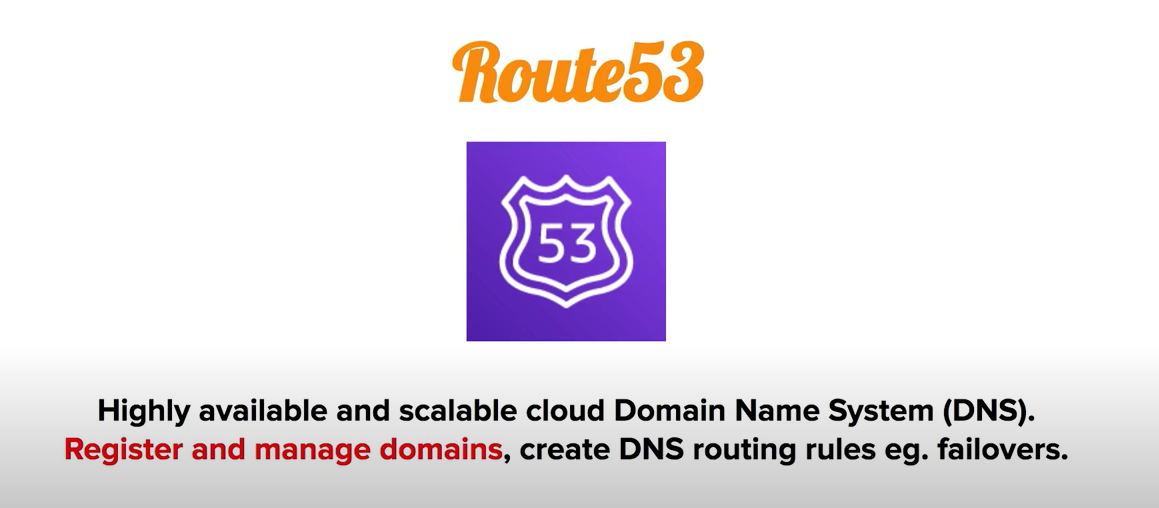 Route53
53
Highly available and scalable cloud Domain Name System (DNS).
Register and manage domains, create DNS routing rules eg. failovers.